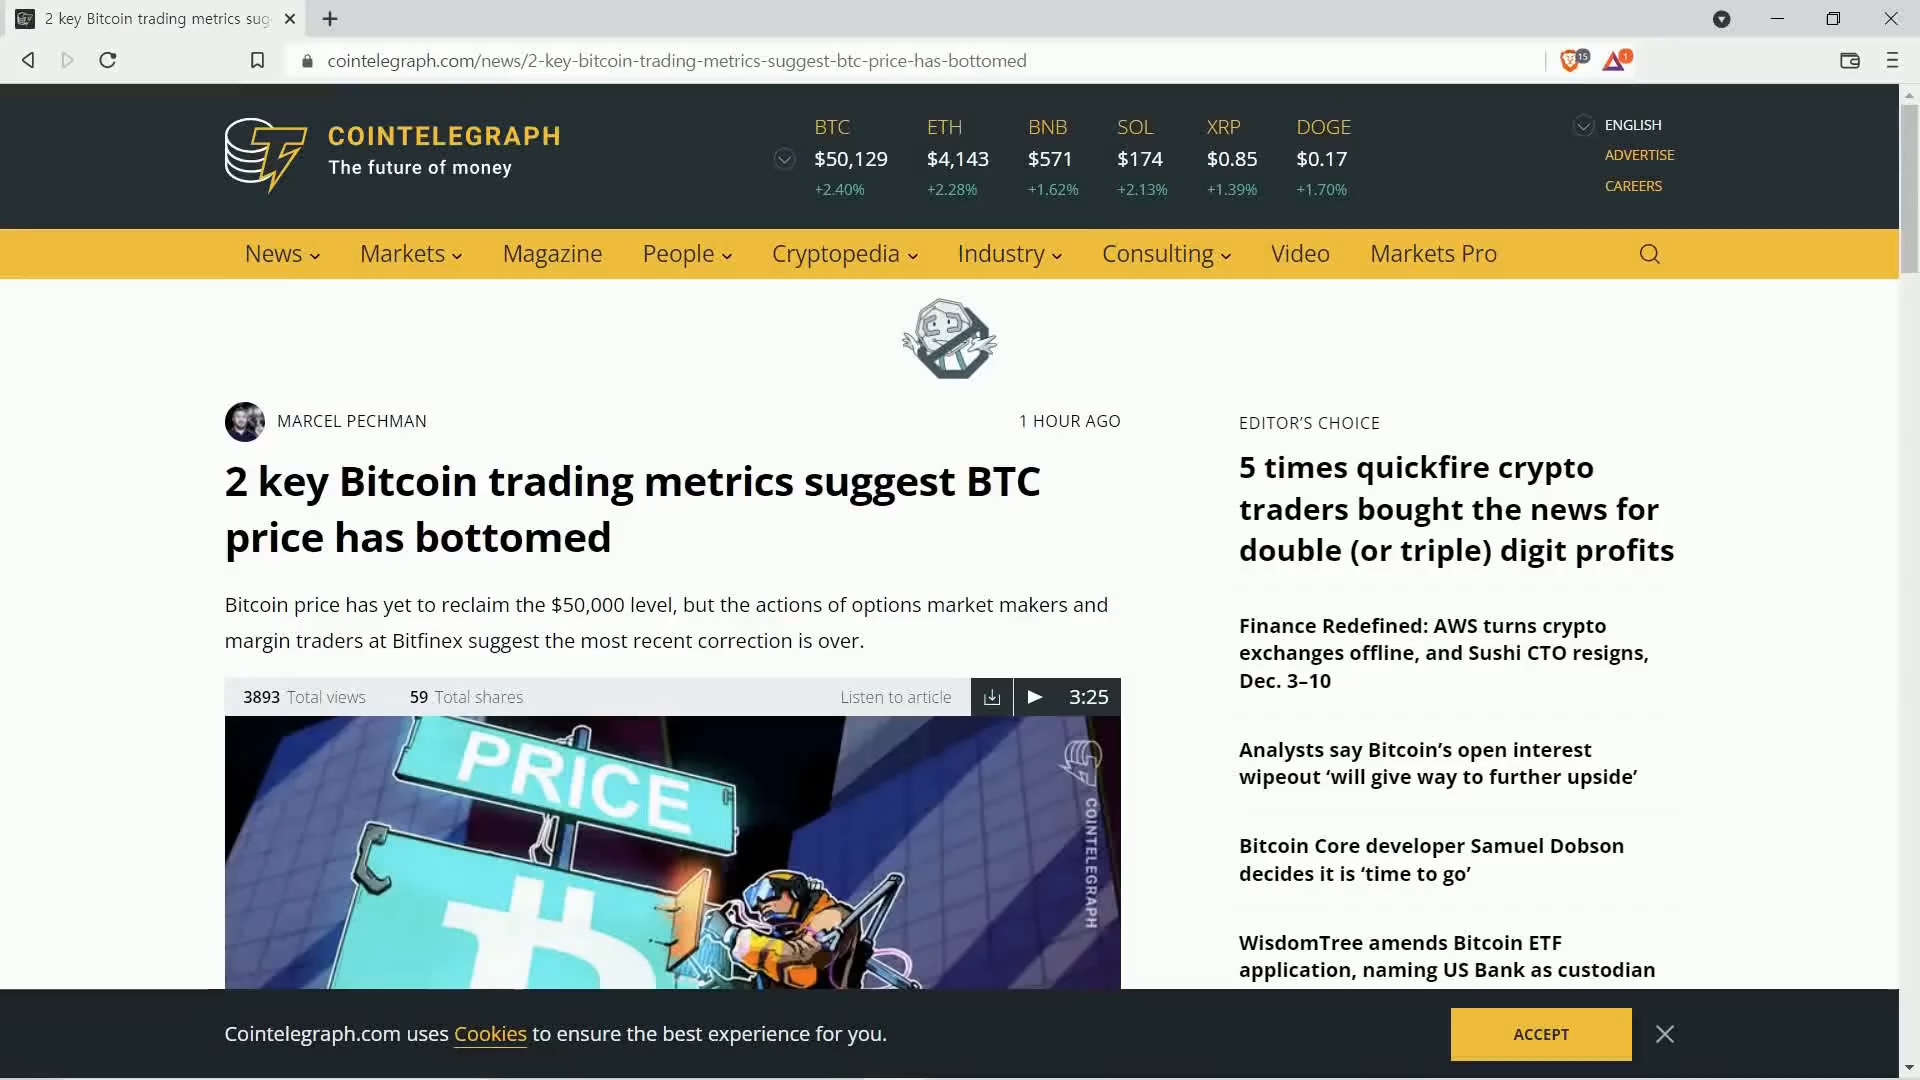 2 key Bitcoin trading metrics sug
cointelegraph.com/news/2-key-bitcoin-trading-metrics-suggest-btc-price-has-bottomed
15
1
COINTELEGRAPH
The future of money
BTC ETH BNB SOL XRP DOGE
$50,129 $4,143 $571 $174 $0.85 $0.17
+2.40% +2.28% +1.62% +2.13% +1.39% +1.70%
ENGLISH
ADVERTISE
CAREERS
News Markets Magazine People Cryptopedia Industry Consulting Video Markets Pro
MARCEL PECHMAN 1 HOUR AGO
2 key Bitcoin trading metrics suggest BTC
price has bottomed
Bitcoin price has yet to reclaim the $50,000 level, but the actions of options market makers and
margin traders at Bitfinex suggest the most recent correction is over.
3893 Total views 59 Total shares Listen to article 3:25
PRICE
COINTELEGRAPH
EDITOR’S CHOICE
5 times quickfire crypto
traders bought the news for
double (or triple) digit profits
Finance Redefined: AWS turns crypto
exchanges offline, and Sushi CTO resigns,
Dec. 3–10
Analysts say Bitcoin’s open interest
wipeout ‘will give way to further upside’
Bitcoin Core developer Samuel Dobson
decides it is ‘time to go’
WisdomTree amends Bitcoin ETF
application, naming US Bank as custodian
Cointelegraph.com uses Cookies to ensure the best experience for you.
ACCEPT